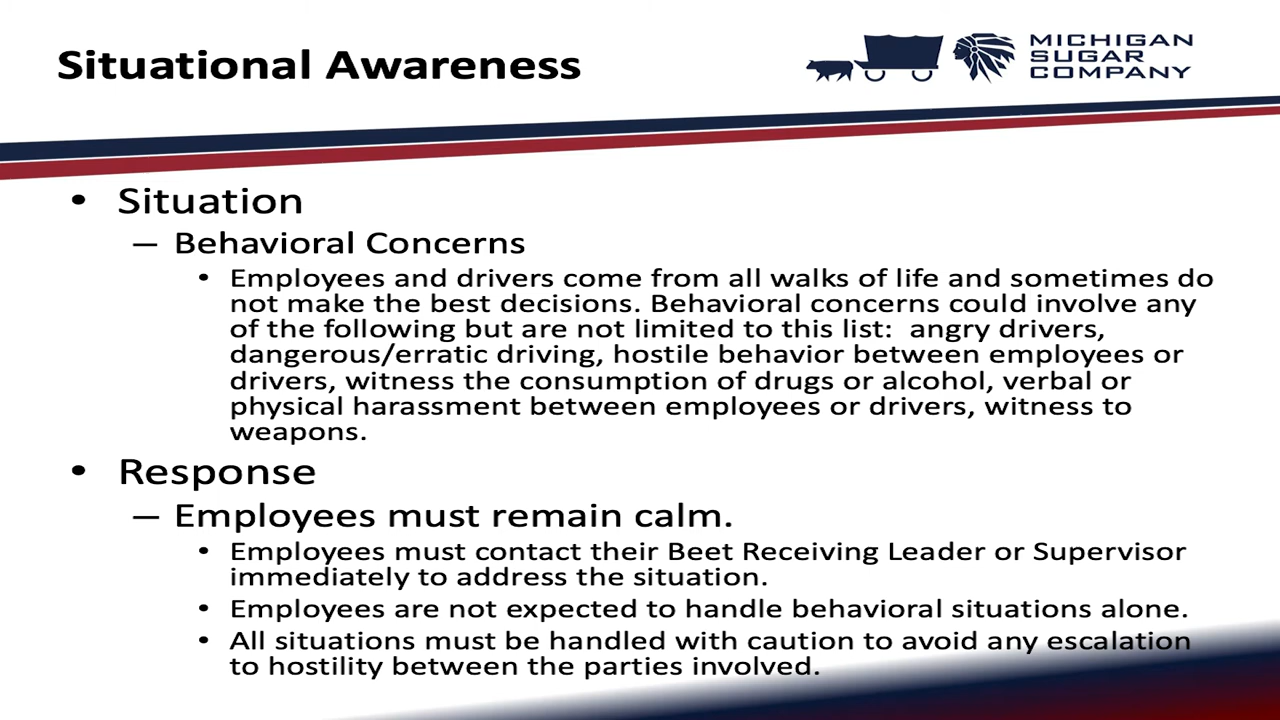 Situational Awareness
MICHIGAN
SUGAR
COMPANY
• Situation
– Behavioral Concerns
• Employees and drivers come from all walks of life and sometimes do
not make the best decisions. Behavioral concerns could involve any
of the following but are not limited to this list:  angry drivers,
dangerous/erratic driving, hostile behavior between employees or
drivers, witness the consumption of drugs or alcohol, verbal or
physical harassment between employees or drivers, witness to
weapons.
• Response
– Employees must remain calm.
• Employees must contact their Beet Receiving Leader or Supervisor
immediately to address the situation.
• Employees are not expected to handle behavioral situations alone.
• All situations must be handled with caution to avoid any escalation
to hostility between the parties involved.